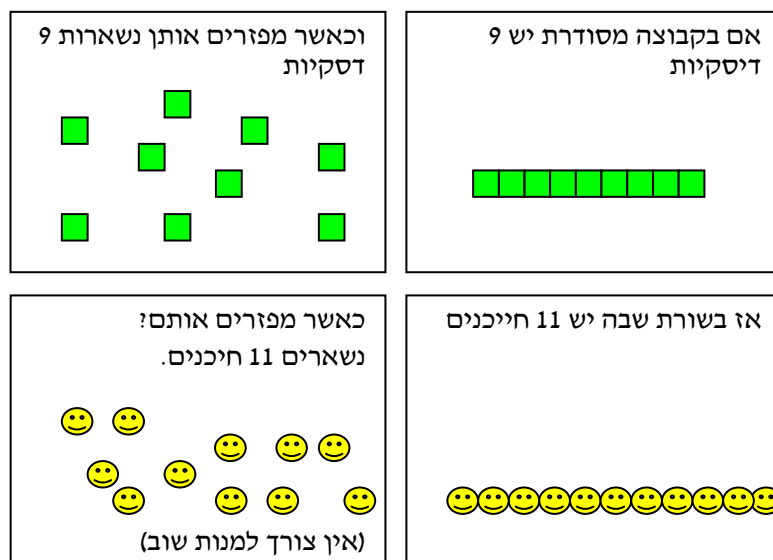 אם בקבוצה מסודרת יש 9
דיסקיות
וכאשר מפזרים אותן נשארות 9
דסקיות
אז בשורת שבה יש 11 חייכנים
כאשר מפזרים אותם?
נשארים 11 חיכנים.
(אין צורך למנות שוב)